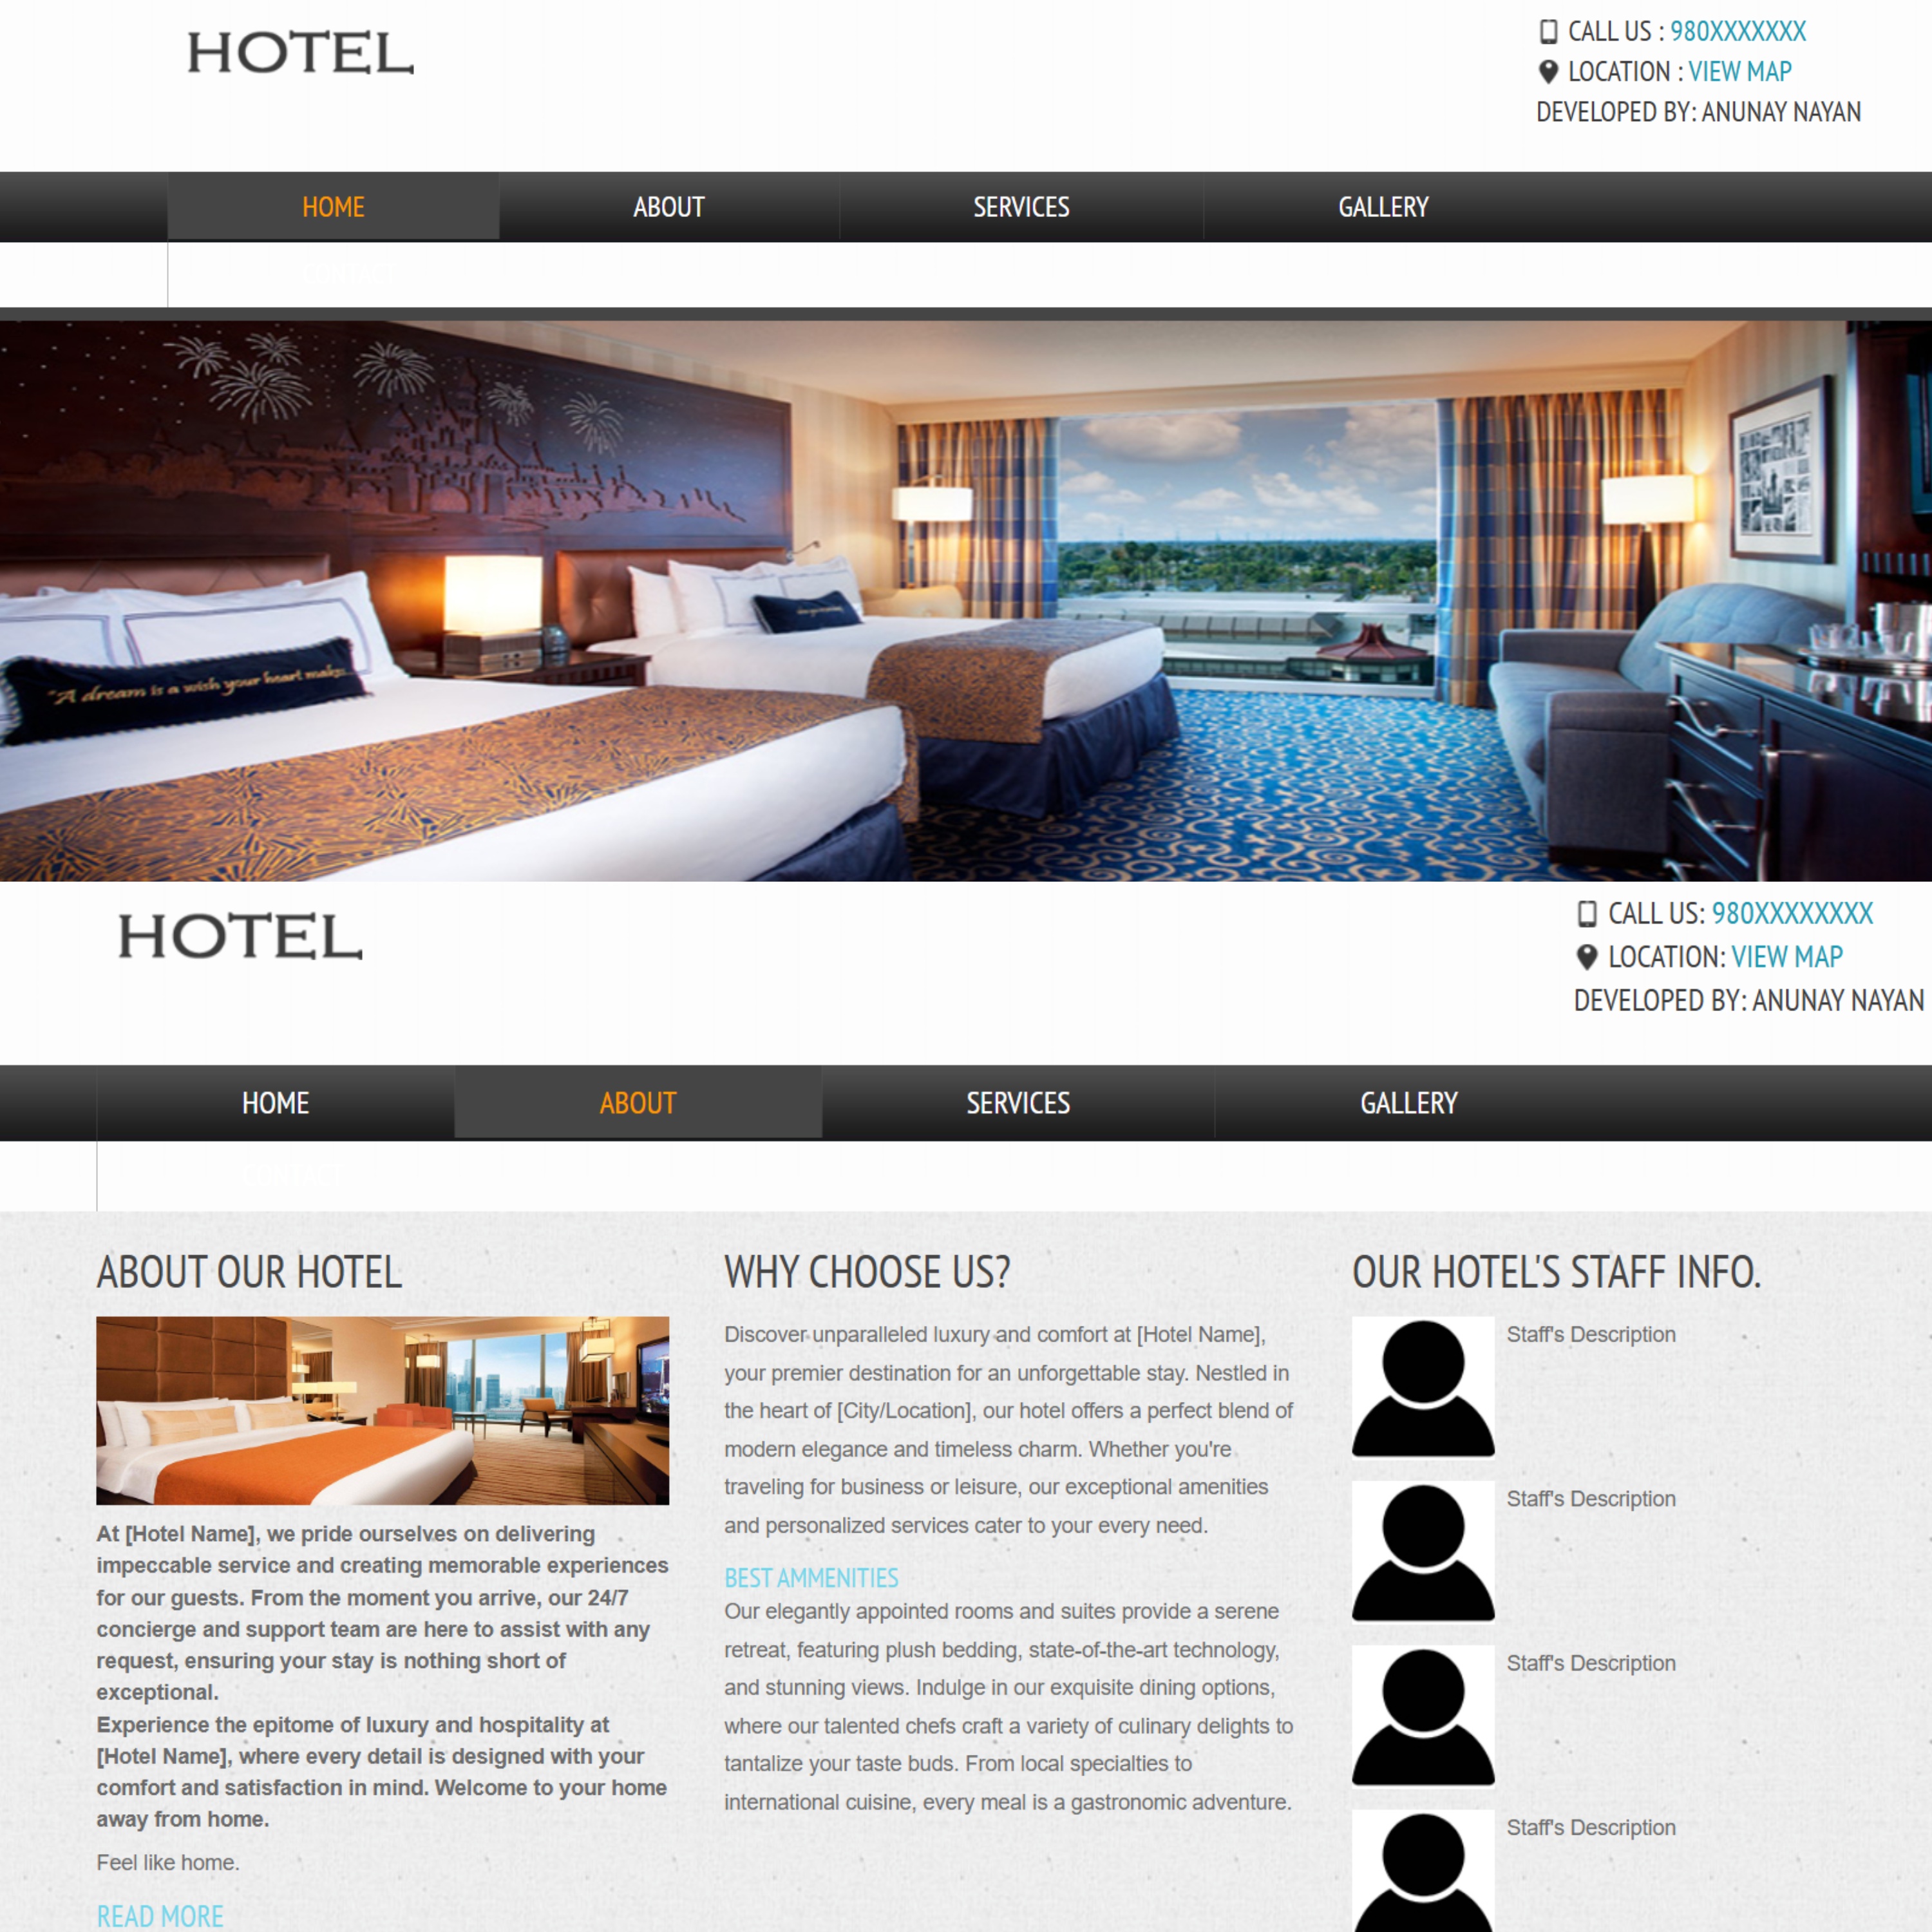 HOTEL
CALL US : 980XXXXXXX
LOCATION : VIEW MAP
DEVELOPED BY: ANUNAY NAYAN
HOME ABOUT SERVICES GALLERY
CONTACT
"A dream is a wish your heart makes...
HOTEL
CALL US: 980XXXXXXXX
LOCATION: VIEW MAP
DEVELOPED BY: ANUNAY NAYAN
HOME ABOUT SERVICES GALLERY
CONTACT
ABOUT OUR HOTEL
At [Hotel Name], we pride ourselves on delivering
impeccable service and creating memorable experiences
for our guests. From the moment you arrive, our 24/7
concierge and support team are here to assist with any
request, ensuring your stay is nothing short of
exceptional.
Experience the epitome of luxury and hospitality at
[Hotel Name], where every detail is designed with your
comfort and satisfaction in mind. Welcome to your home
away from home.
Feel like home.
READ MORE
WHY CHOOSE US?
Discover unparalleled luxury and comfort at [Hotel Name],
your premier destination for an unforgettable stay. Nestled in
the heart of [City/Location], our hotel offers a perfect blend of
modern elegance and timeless charm. Whether you're
traveling for business or leisure, our exceptional amenities
and personalized services cater to your every need.
BEST AMMENITIES
Our elegantly appointed rooms and suites provide a serene
retreat, featuring plush bedding, state-of-the-art technology,
and stunning views. Indulge in our exquisite dining options,
where our talented chefs craft a variety of culinary delights to
tantalize your taste buds. From local specialties to
international cuisine, every meal is a gastronomic adventure.
OUR HOTEL'S STAFF INFO.
Staff's Description
Staff's Description
Staff's Description
Staff's Description